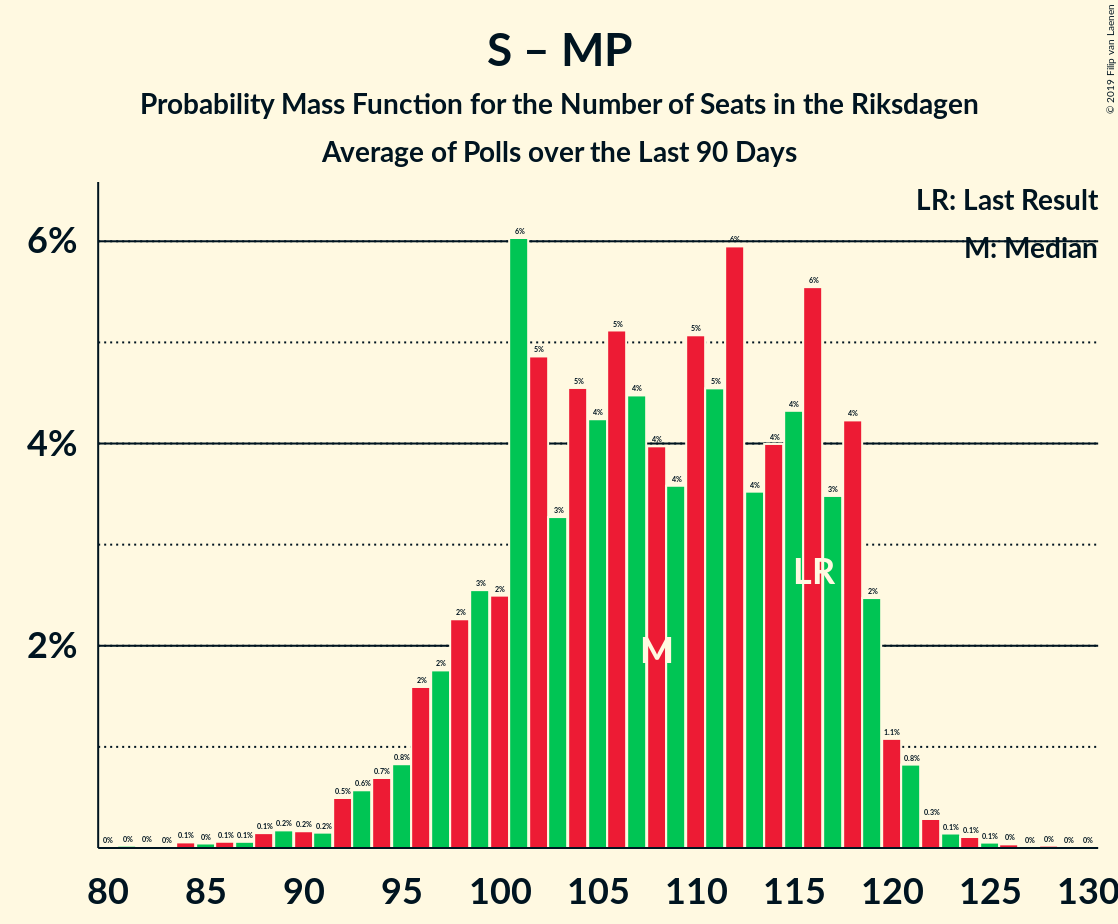 S – MP
Probability Mass Function for the Number of Seats in the Riksdagen
Average of Polls over the Last 90 Days
© 2019 Filip van Laenen
LR: Last Result
M: Median
6%
4%
2%
0% 0% 0% 0% 0.1% 0% 0.1% 0.1% 0.1% 0.2% 0.2% 0.2% 0.5% 0.6% 0.7% 0.8% 2% 2% 2% 3% 2% 6% 5% 3% 5% 4% 5% 4% 4% 4% 5% 5% 6% 4% 4% 4% 6% 3% 4% 2% 1.1% 0.8% 0.3% 0.1% 0.1% 0.1% 0% 0% 0% 0% 0%
LR
M
80 85 90 95 100 105 110 115 120 125 130